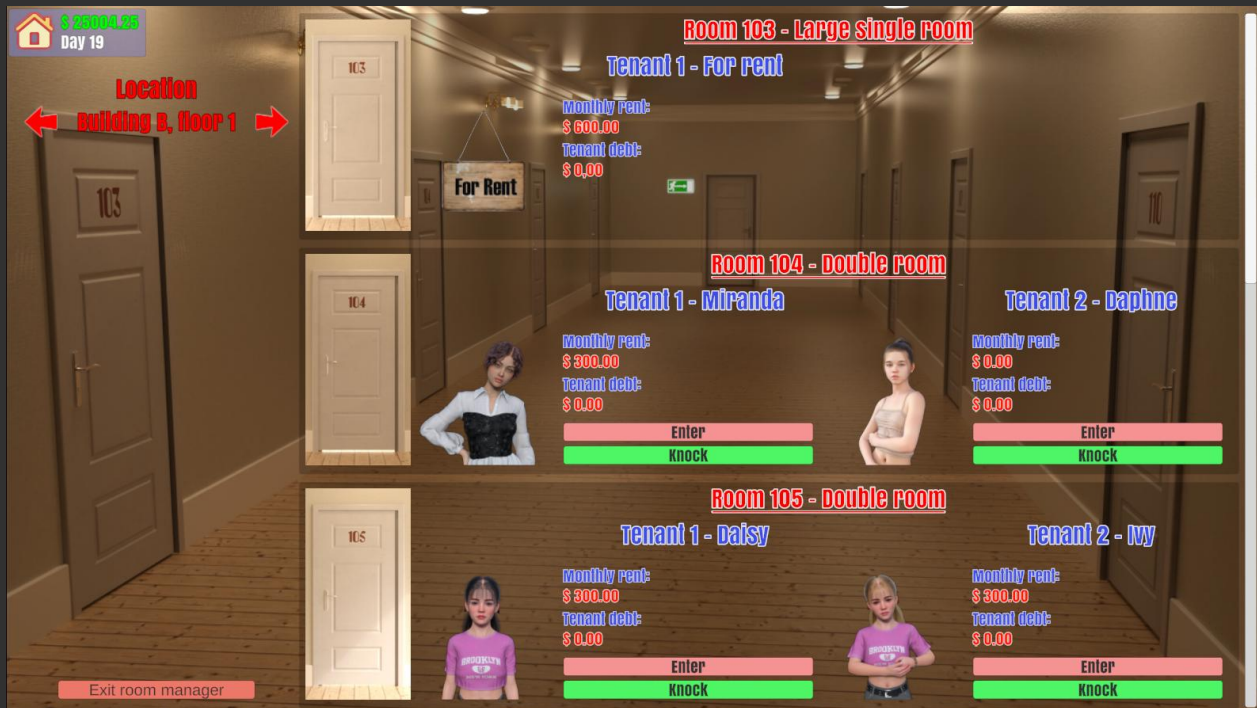 $ 25004.25
Day 19
Location
Building B, floor 1
103
Exit room manager
Room 103 - Large single room
103
Tenant 1 - For rent
Monthly rent:
$ 600.00
Tenant debt:
$ 0,00
For Rent
110
Room 104 - Double room
104
Tenant 1 - Miranda
Monthly rent:
$ 300.00
Tenant debt:
$ 0.00
Enter
Knock
Tenant 2 - Daphne
Monthly rent:
$ 0.00
Tenant debt:
$ 0.00
Enter
Knock
Room 105 - Double room
105
Tenant 1 - Daisy
Monthly rent:
$ 300.00
Tenant debt:
$ 0.00
Enter
Knock
BROOKLYN
Tenant 2 - Ivy
Monthly rent:
$ 300.00
Tenant debt:
$ 0.00
Enter
Knock
BROOKLYN